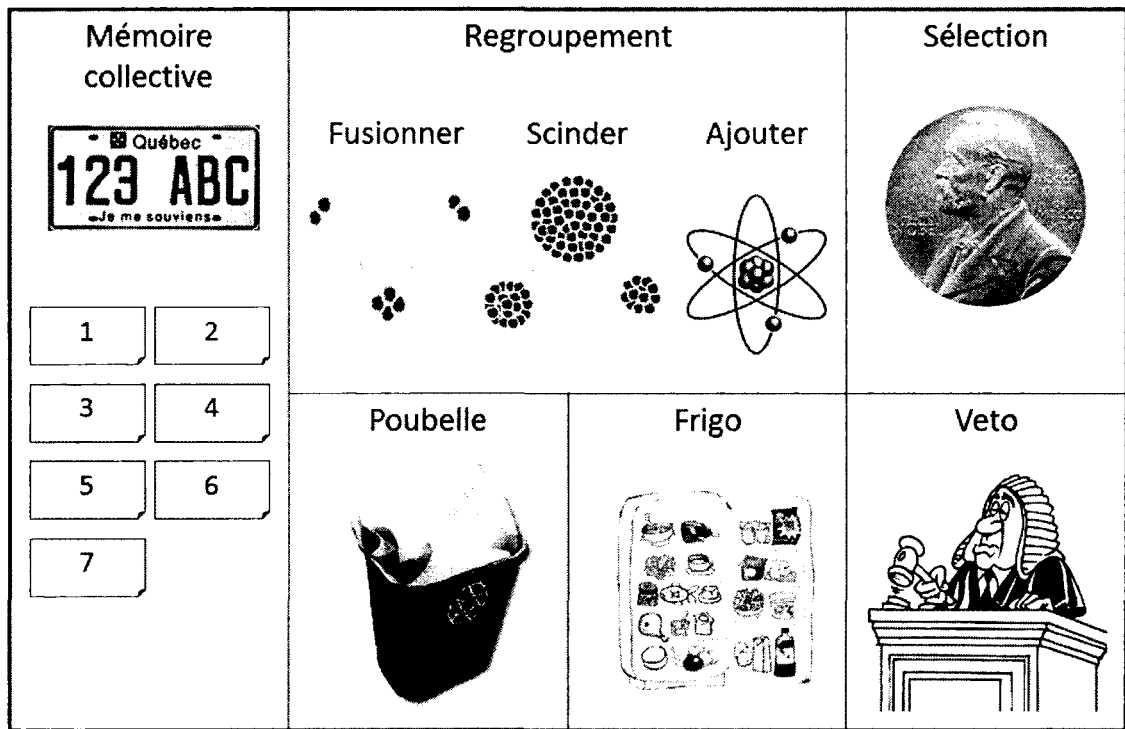 Mémoire
collective
Québec
123 ABC
Je me souviens
1
2
3
4
5
6
7
Regroupement
Fusionner
Scinder
Ajouter
Sélection
Poubelle
Frigo
Veto